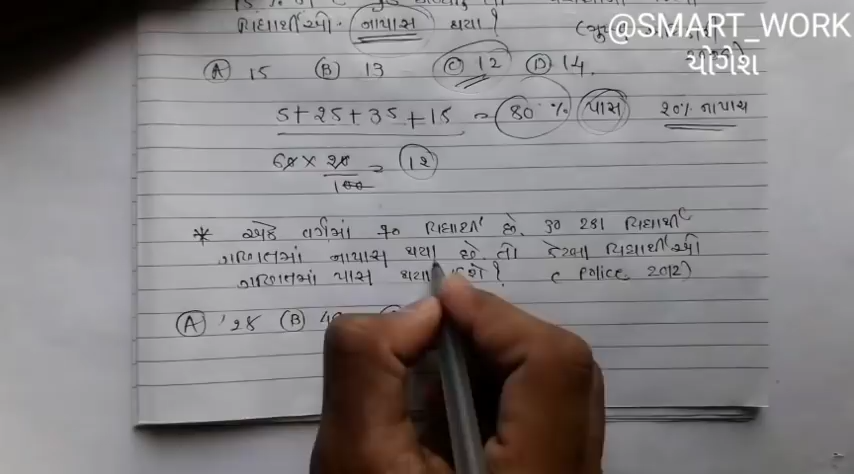 વિદ્યાર્થીઓ નાપાસ થયા?
@SMART_WORK
ચોગેશ
(A) 15 (B) 13 (C) 12 (D) 14.
5+25+35+15 = 80 % પાસ 20% નાપાસ
60 × 20 / 100 = 12
* એક વર્ગમાં 70 વિદ્યાર્થી છે. 30 ટકા વિદ્યાર્થી
ગણિતમાં નાપાસ થયા છે. તો કેટલા વિદ્યાર્થીઓ
ગણિતમાં પાસ થયા હશે? ( Police 2012)
(A) 28 (B)